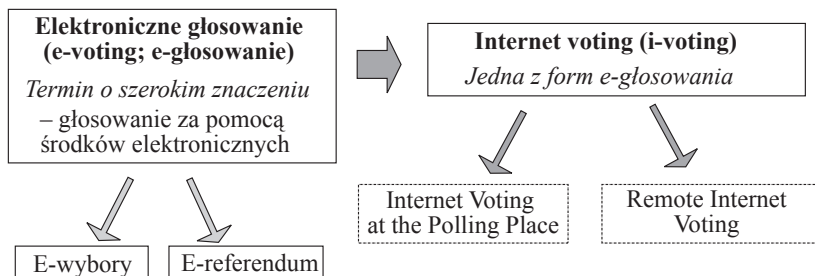 Elektroniczne głosowanie
(e-voting; e-głosowanie)
Termin o szerokim znaczeniu
– głosowanie za pomocą
środków elektronicznych
Internet voting (i-voting)
Jedna z form e-głosowania
Internet Voting
at the Polling Place
Remote Internet
Voting
E-wybory
E-referendum